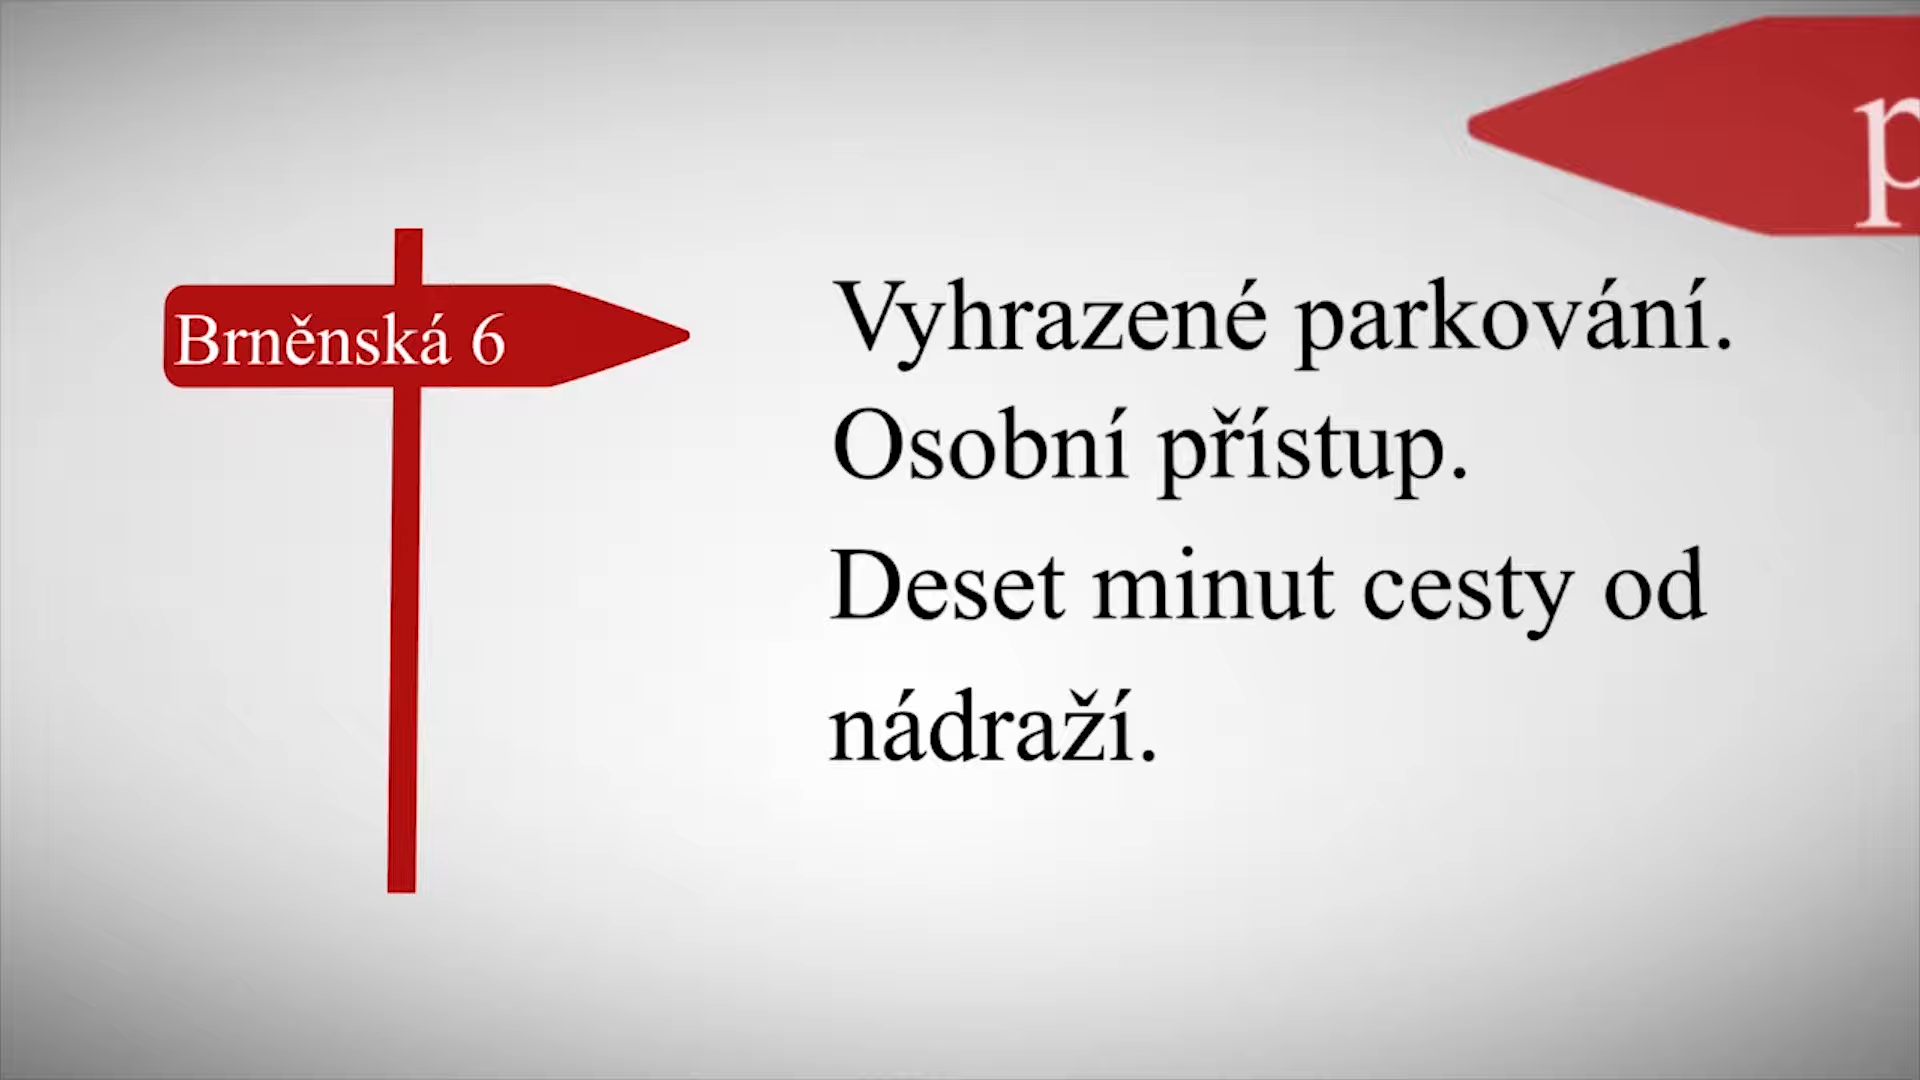 Brněnská 6
Vyhrazené parkování.
Osobní přístup.
Deset minut cesty od
nádraží.